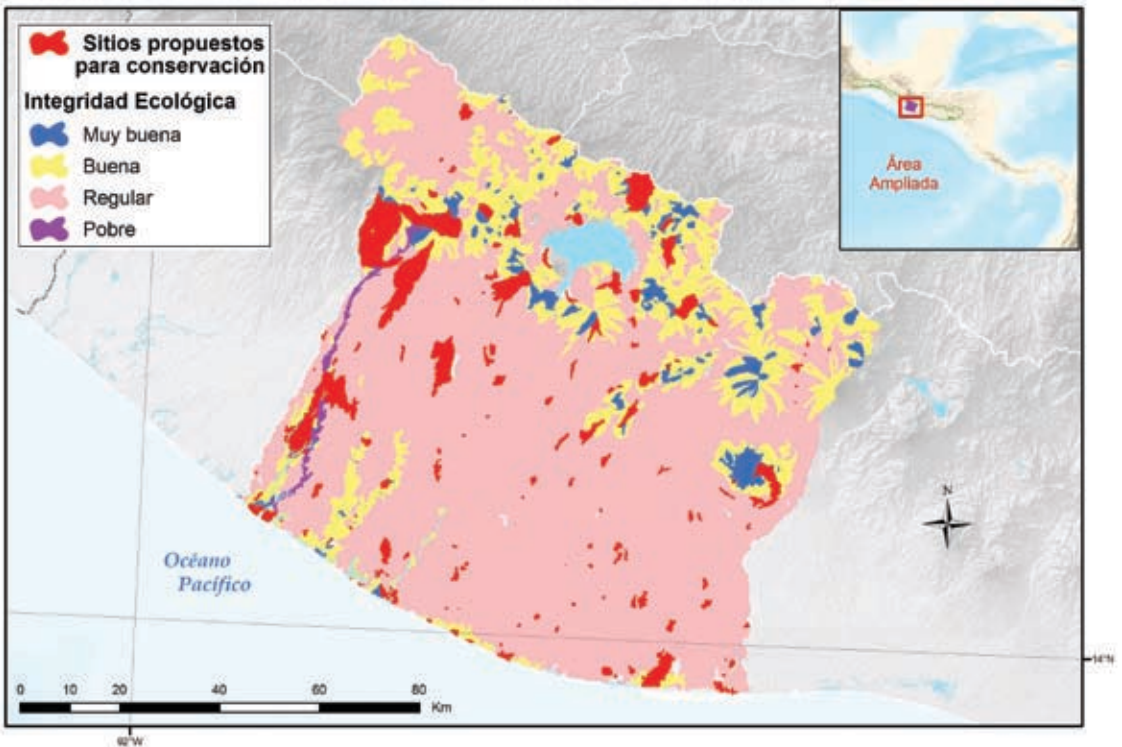 Sitios propuestos
para conservación
Integridad Ecológica
Muy buena
Buena
Regular
Pobre
Área
Ampliada
N
Océano
Pacífico
14°N
0 10 20 40 60 80
Km
92°W